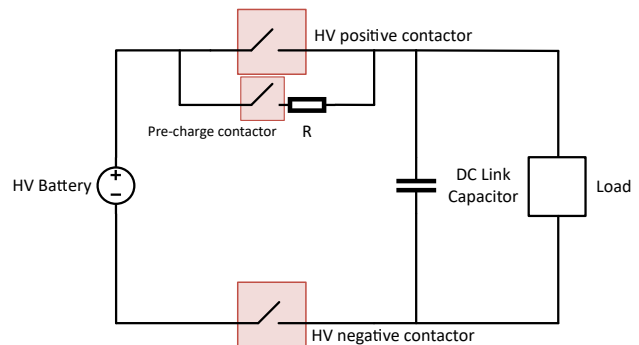 HV positive contactor
Pre-charge contactor
R
HV Battery
+
−
DC Link
Capacitor
Load
HV negative contactor